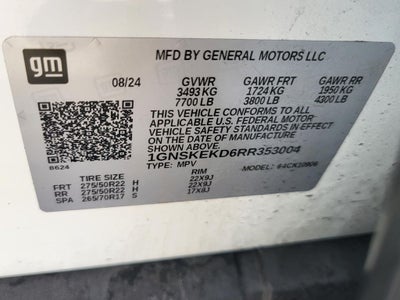 gm
MFD BY GENERAL MOTORS LLC
08/24 GVWR GAWR FRT GAWR RR
3493 KG 1724 KG 1950 KG
7700 LB 3800 LB 4300 LB
THIS VEHICLE CONFORMS TO ALL
APPLICABLE U.S. FEDERAL MOTOR
VEHICLE SAFETY STANDARDS IN
EFFECT ON THE DATE OF
MANUFACTURE SHOWN ABOVE.
1GNSKEKD6RR353004
8624 TYPE: MPV
TIRE SIZE RIM
FRT 275/50R22 H 22X9J
RR 275/50R22 H 22X9J
SPA 265/70R17 S 17X8J